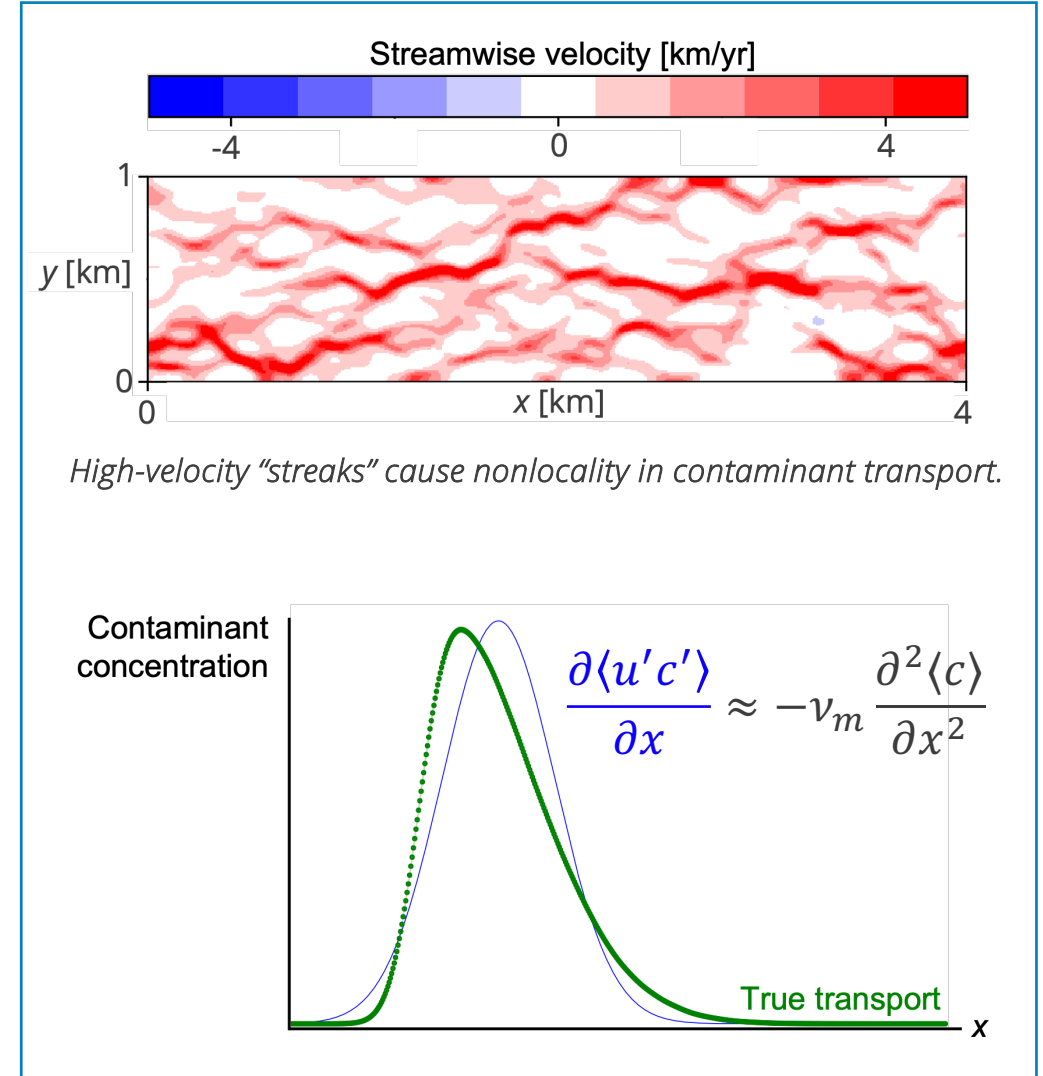 Streamwise velocity [km/yr]
-4 0 4
1
y [km]
0
0 x [km] 4
High-velocity “streaks” cause nonlocality in contaminant transport.
Contaminant
concentration
∂⟨u′c′⟩/∂x ≈ −ν_m ∂²⟨c⟩/∂x²
True transport
x